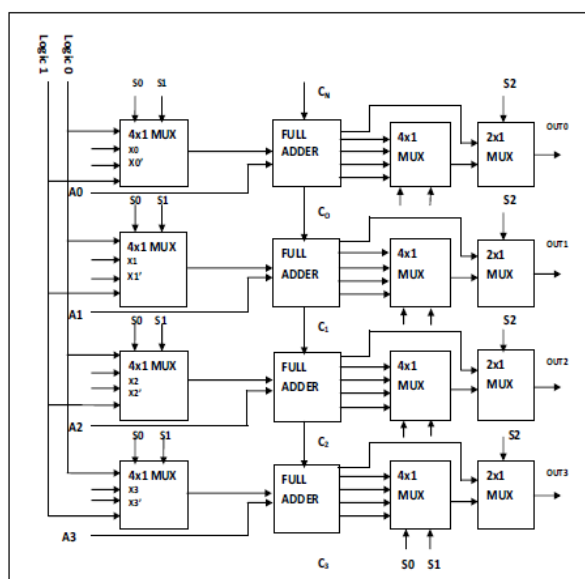 Logic 1
Logic 0
S0 S1
CN
S2
4x1 MUX
X0
X0'
FULL ADDER
4x1 MUX
2x1 MUX
OUT0
A0
S0 S1
C0
S2
4x1 MUX
X1
X1'
FULL ADDER
4x1 MUX
2x1 MUX
OUT1
A1
S0 S1
C1
S2
4x1 MUX
X2
X2'
FULL ADDER
4x1 MUX
2x1 MUX
OUT2
A2
S0 S1
C2
S2
4x1 MUX
X3
X3'
FULL ADDER
4x1 MUX
2x1 MUX
OUT3
A3
C3
S0 S1